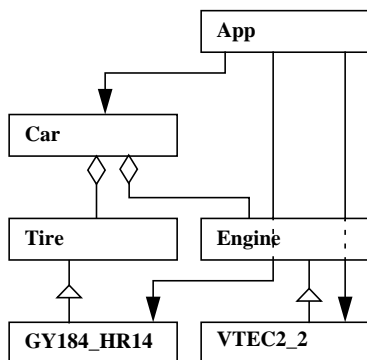 App
Car
Tire
Engine
GY184_HR14
VTEC2_2